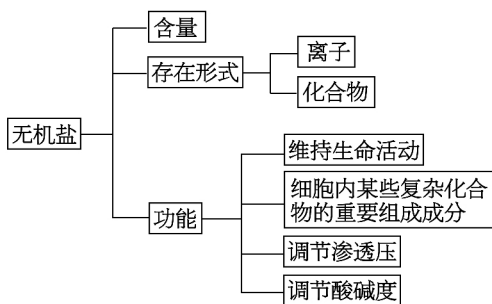 无机盐
含量
存在形式
离子
化合物
功能
维持生命活动
细胞内某些复杂化合
物的重要组成成分
调节渗透压
调节酸碱度